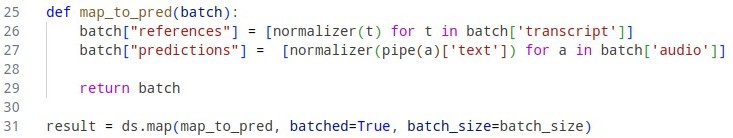 25 def map_to_pred(batch):
26     batch["references"] = [normalizer(t) for t in batch['transcript']]
27     batch["predictions"] =  [normalizer(pipe(a)['text']) for a in batch['audio']]
28
29     return batch
30
31 result = ds.map(map_to_pred, batched=True, batch_size=batch_size)